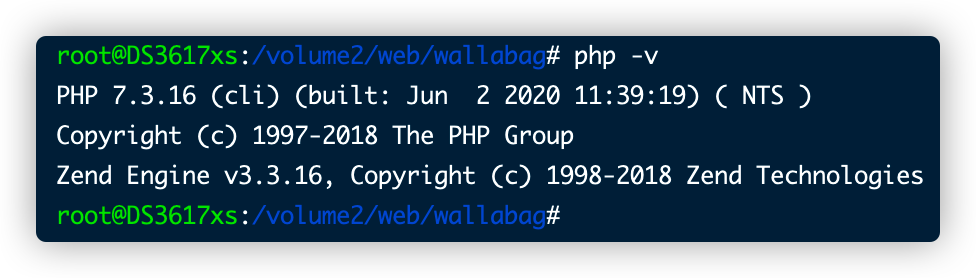 root@DS3617xs:/volume2/web/wallabag# php -v
PHP 7.3.16 (cli) (built: Jun  2 2020 11:39:19) ( NTS )
Copyright (c) 1997-2018 The PHP Group
Zend Engine v3.3.16, Copyright (c) 1998-2018 Zend Technologies
root@DS3617xs:/volume2/web/wallabag#